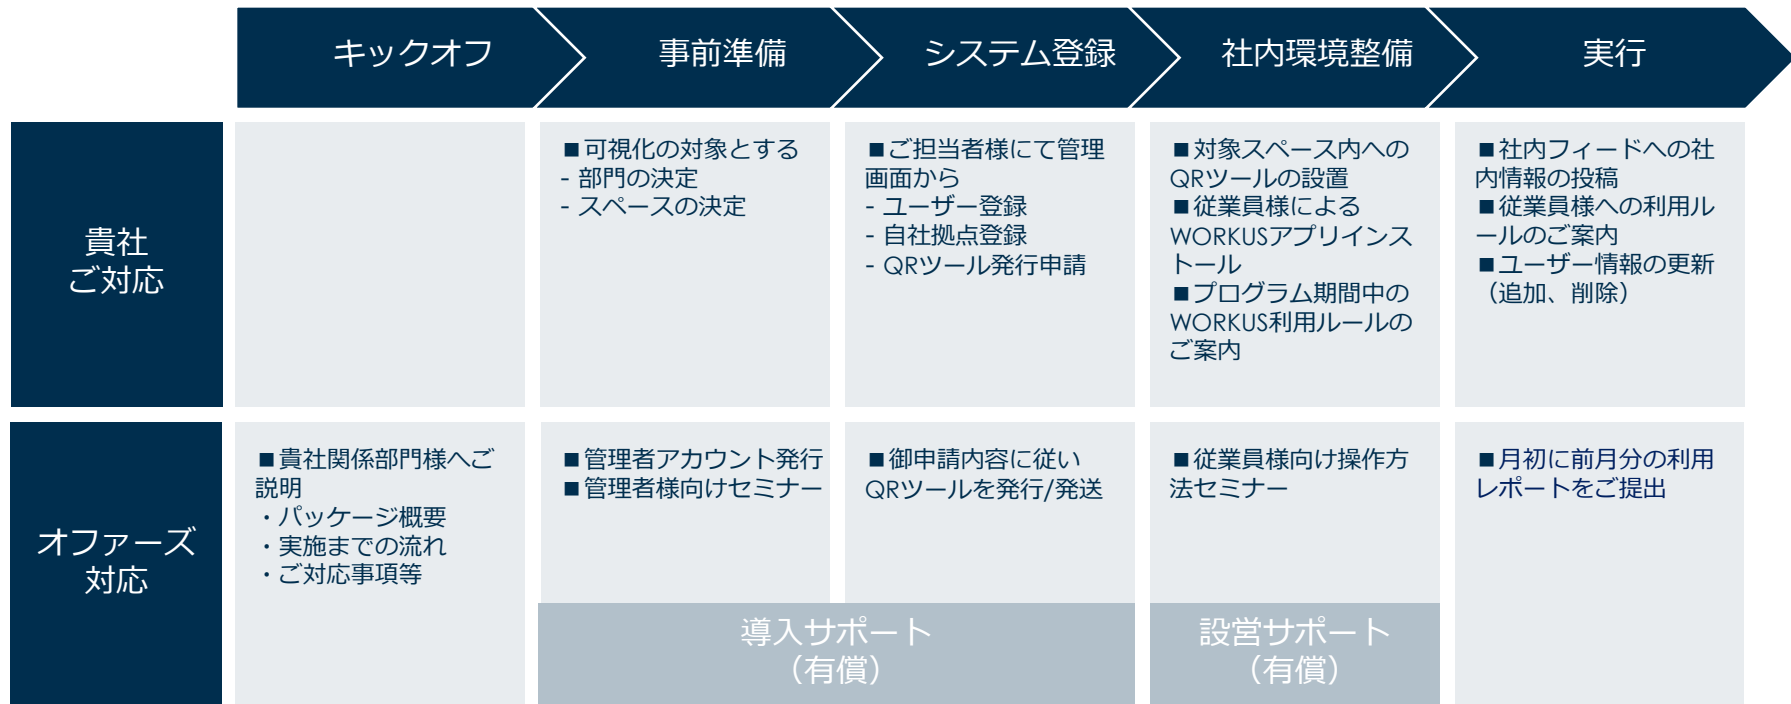 キックオフ
事前準備
システム登録
社内環境整備
実行
貴社
ご対応
■可視化の対象とする
- 部門の決定
- スペースの決定
■ご担当者様にて管理
画面から
- ユーザー登録
- 自社拠点登録
- QRツール発行申請
■対象スペース内への
QRツールの設置
■従業員様による
WORKUSアプリインス
トール
■プログラム期間中の
WORKUS利用ルールの
ご案内
■社内フィードへの社
内情報の投稿
■従業員様への利用ル
ールのご案内
■ユーザー情報の更新
（追加、削除）
オファーズ
対応
■貴社関係部門様へご
説明
・パッケージ概要
・実施までの流れ
・ご対応事項等
■管理者アカウント発行
■管理者様向けセミナー
■御申請内容に従い
QRツールを発行/発送
■従業員様向け操作方
法セミナー
■月初に前月分の利用
レポートをご提出
導入サポート
（有償）
設営サポート
（有償）